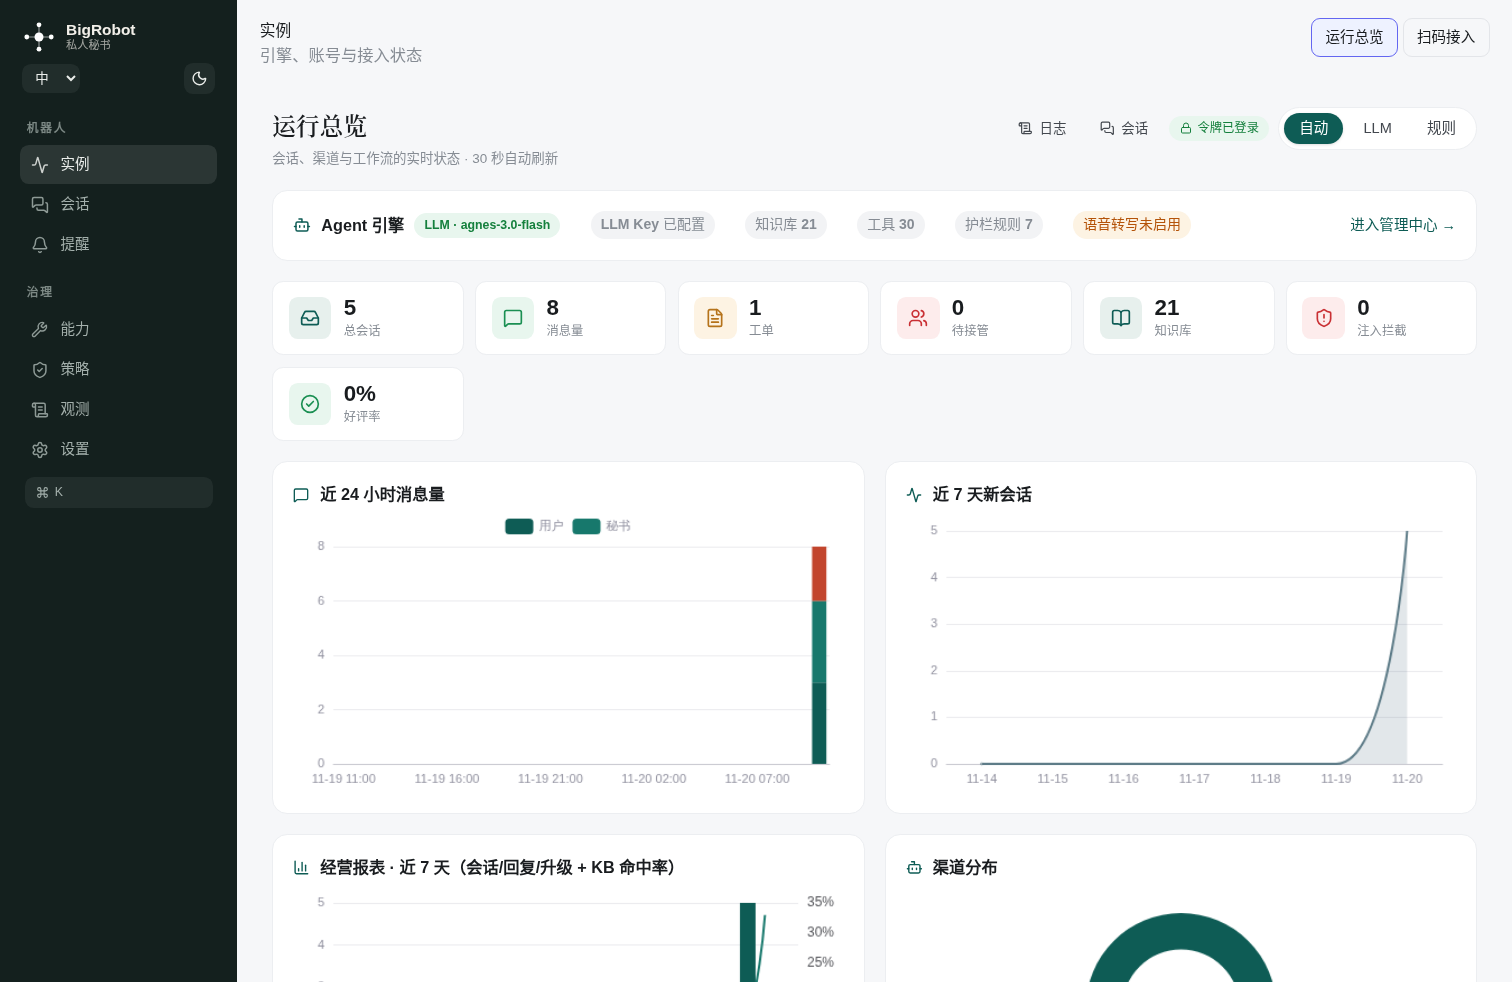 BigRobot
私人秘书
中
机器人
实例
会话
提醒
治理
能力
策略
观测
设置
⌘ K
实例
引擎、账号与接入状态
运行总览
扫码接入
运行总览
会话、渠道与工作流的实时状态 · 30 秒自动刷新
日志
会话
令牌已登录
自动
LLM
规则
Agent 引擎
LLM · agnes-3.0-flash
LLM Key 已配置
知识库 21
工具 30
护栏规则 7
语音转写未启用
进入管理中心 →
5
总会话
8
消息量
1
工单
0
待接管
21
知识库
0
注入拦截
0%
好评率
近 24 小时消息量
用户
秘书
8
6
4
2
0
11-19 11:00
11-19 16:00
11-19 21:00
11-20 02:00
11-20 07:00
近 7 天新会话
5
4
3
2
1
0
11-14
11-15
11-16
11-17
11-18
11-19
11-20
经营报表 · 近 7 天（会话/回复/升级 + KB 命中率）
5
4
35%
30%
25%
渠道分布